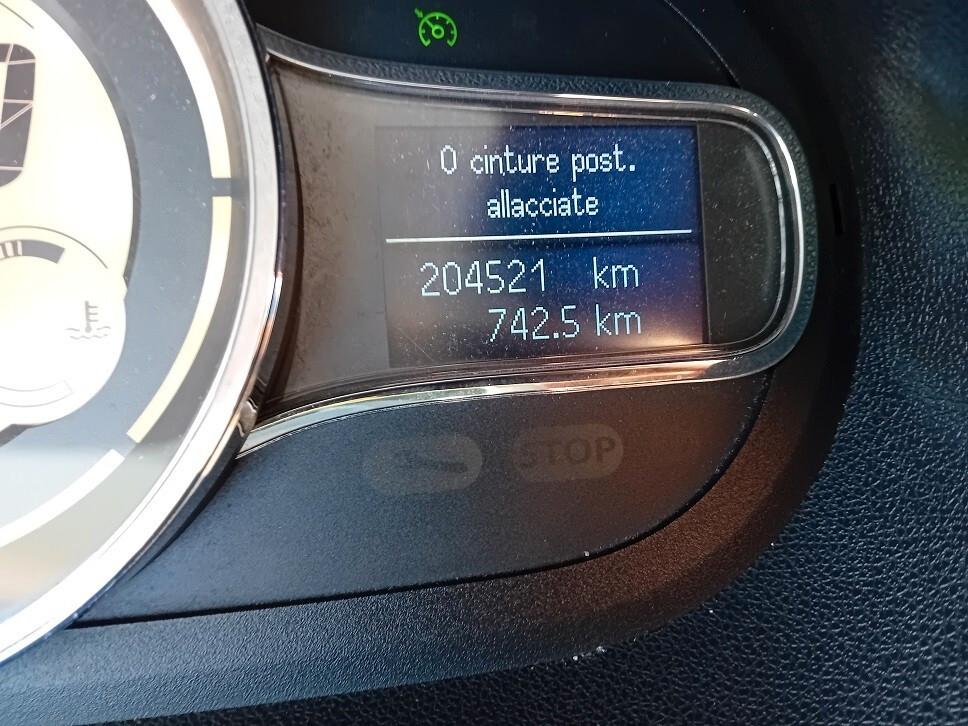 0 cinture post.
allacciate
204521 km
742.5 km
STOP